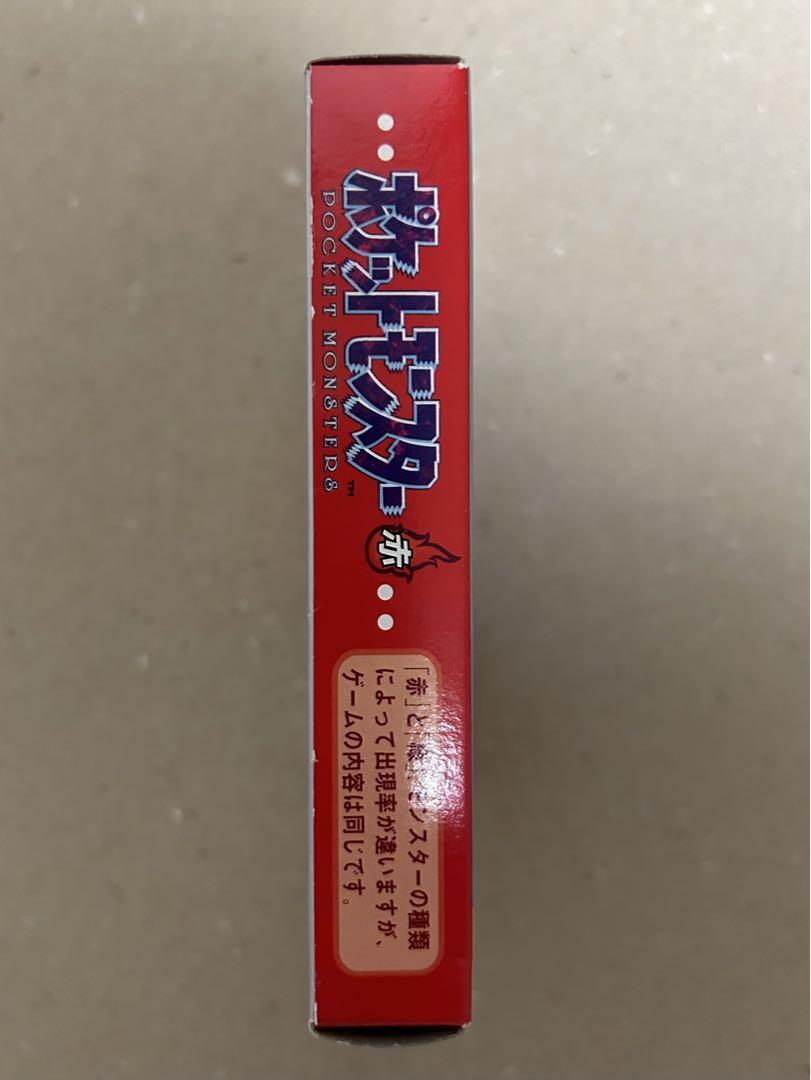 ポケットモンスター
POCKET MONSTERS
TM
赤
「赤」と「緑」、モンスターの種類
によって出現率が違いますが、
ゲームの内容は同じです。